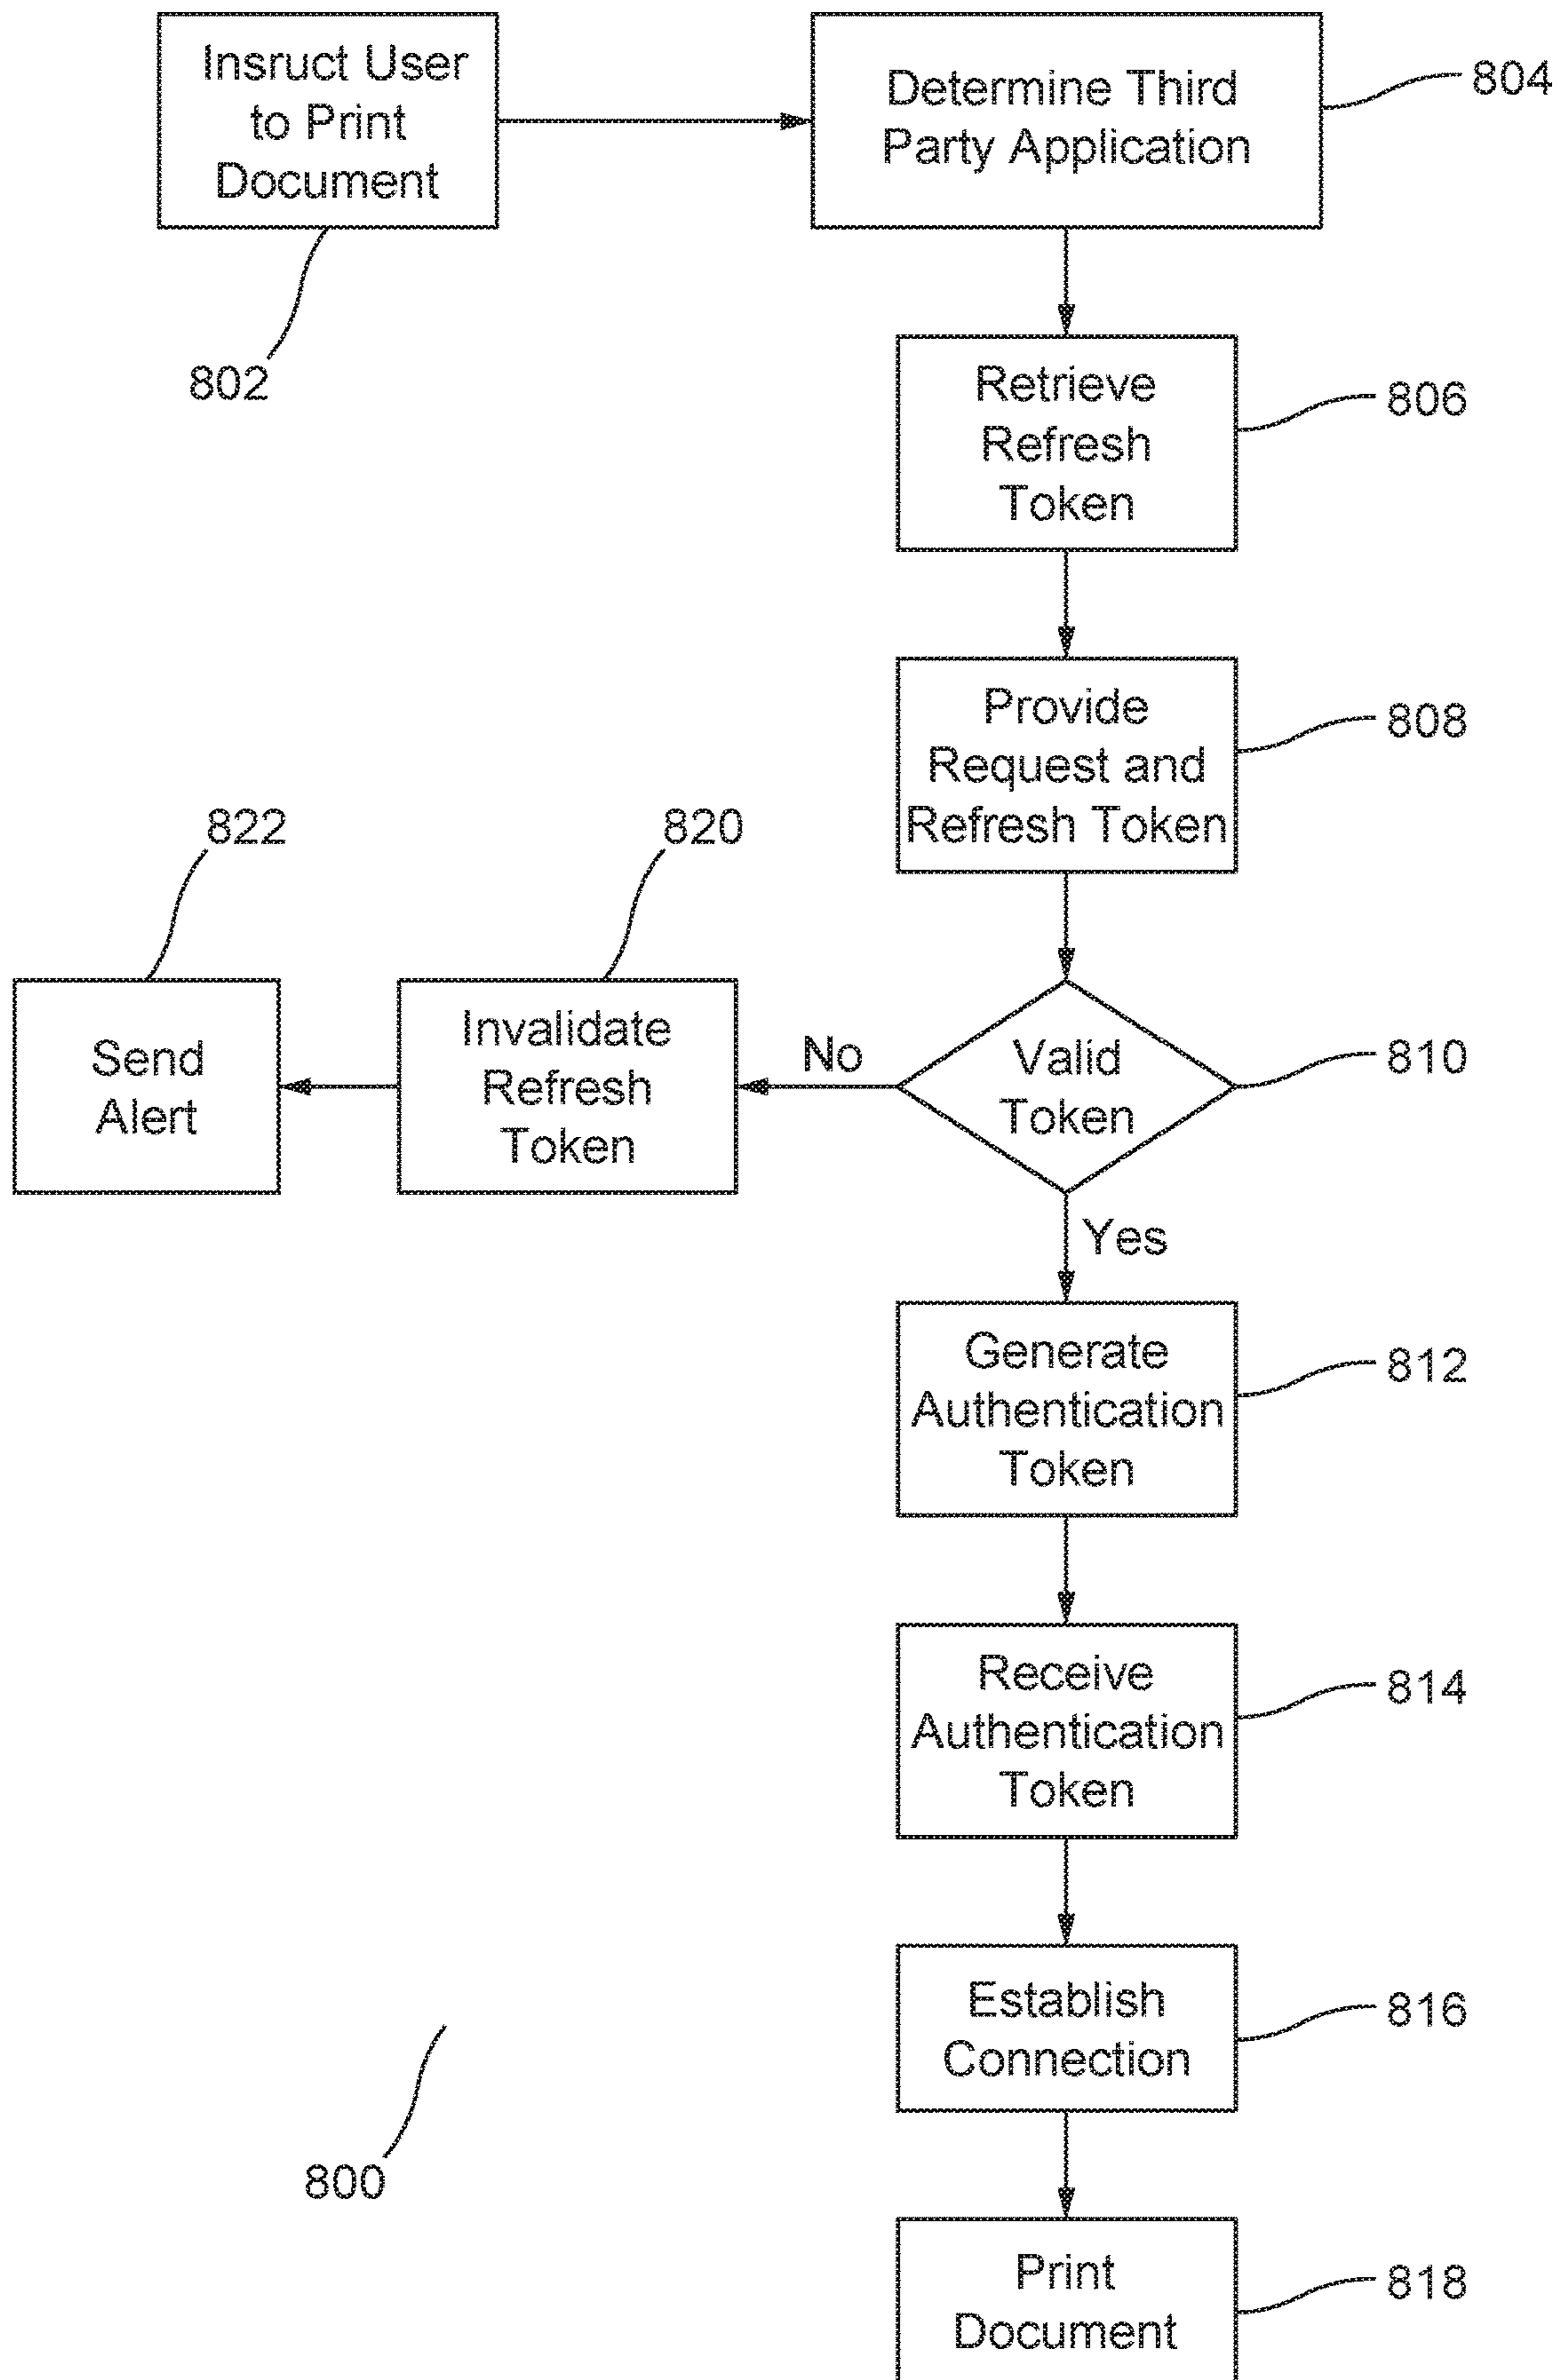 Insruct User
to Print
Document
802
Determine Third
Party Application
804
Retrieve
Refresh
Token
806
Provide
Request and
Refresh Token
808
Valid
Token
810
No
Invalidate
Refresh
Token
820
Send
Alert
822
Yes
Generate
Authentication
Token
812
Receive
Authentication
Token
814
Establish
Connection
816
Print
Document
818
800